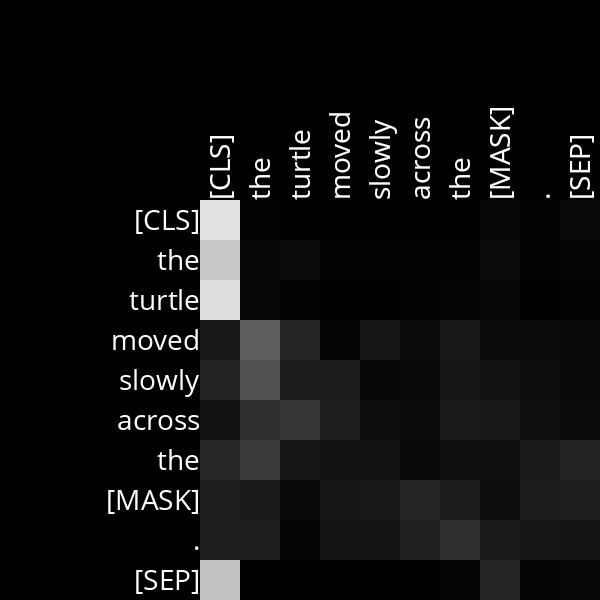 [CLS] the turtle moved slowly across the [MASK] . [SEP]
[CLS]
the
turtle
moved
slowly
across
the
[MASK]
.
[SEP]